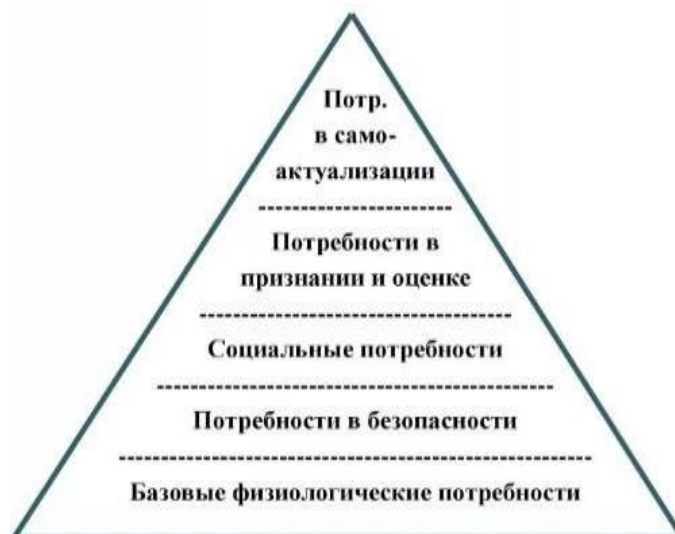 Потр.
в само-
актуализации
Потребности в
признании и оценке
Социальные потребности
Потребности в безопасности
Базовые физиологические потребности